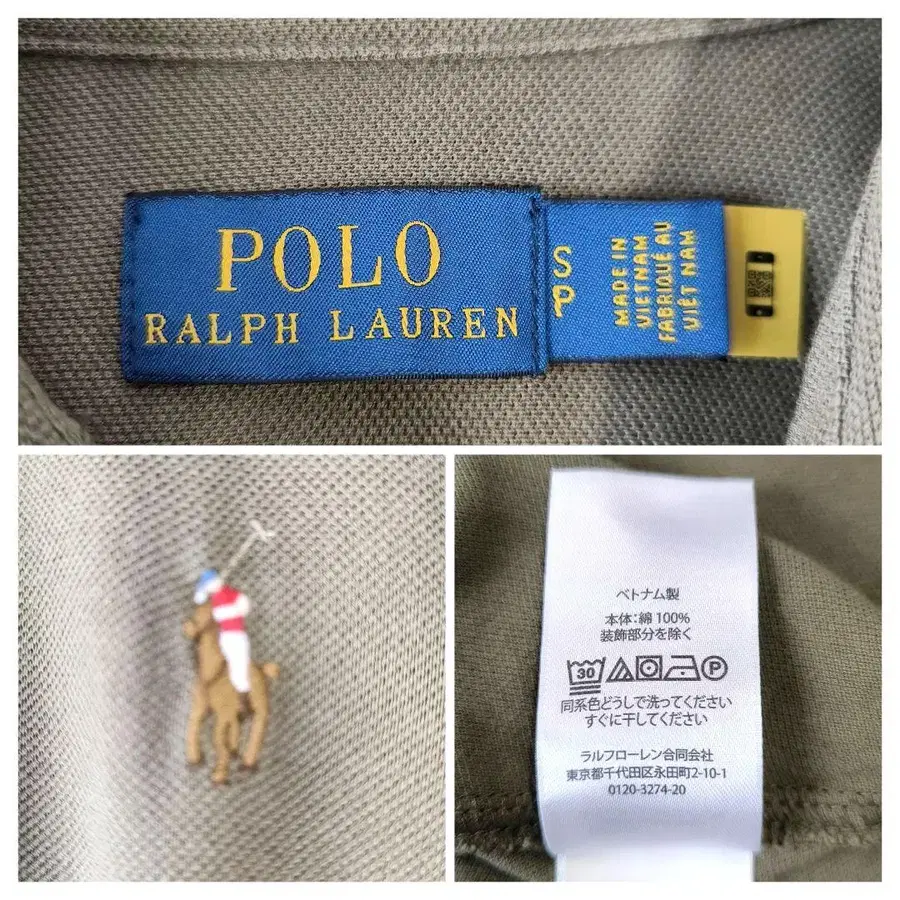 POLO
RALPH LAUREN
S
P
MADE IN
VIETNAM
FABRIQUÉ AU
VIÊT NAM
ベトナム製
本体: 綿 100%
装飾部分を除く
30
P
同系色どうしで洗ってください
すぐに干してください
ラルフローレン合同会社
東京都千代田区永田町2-10-1
0120-3274-20